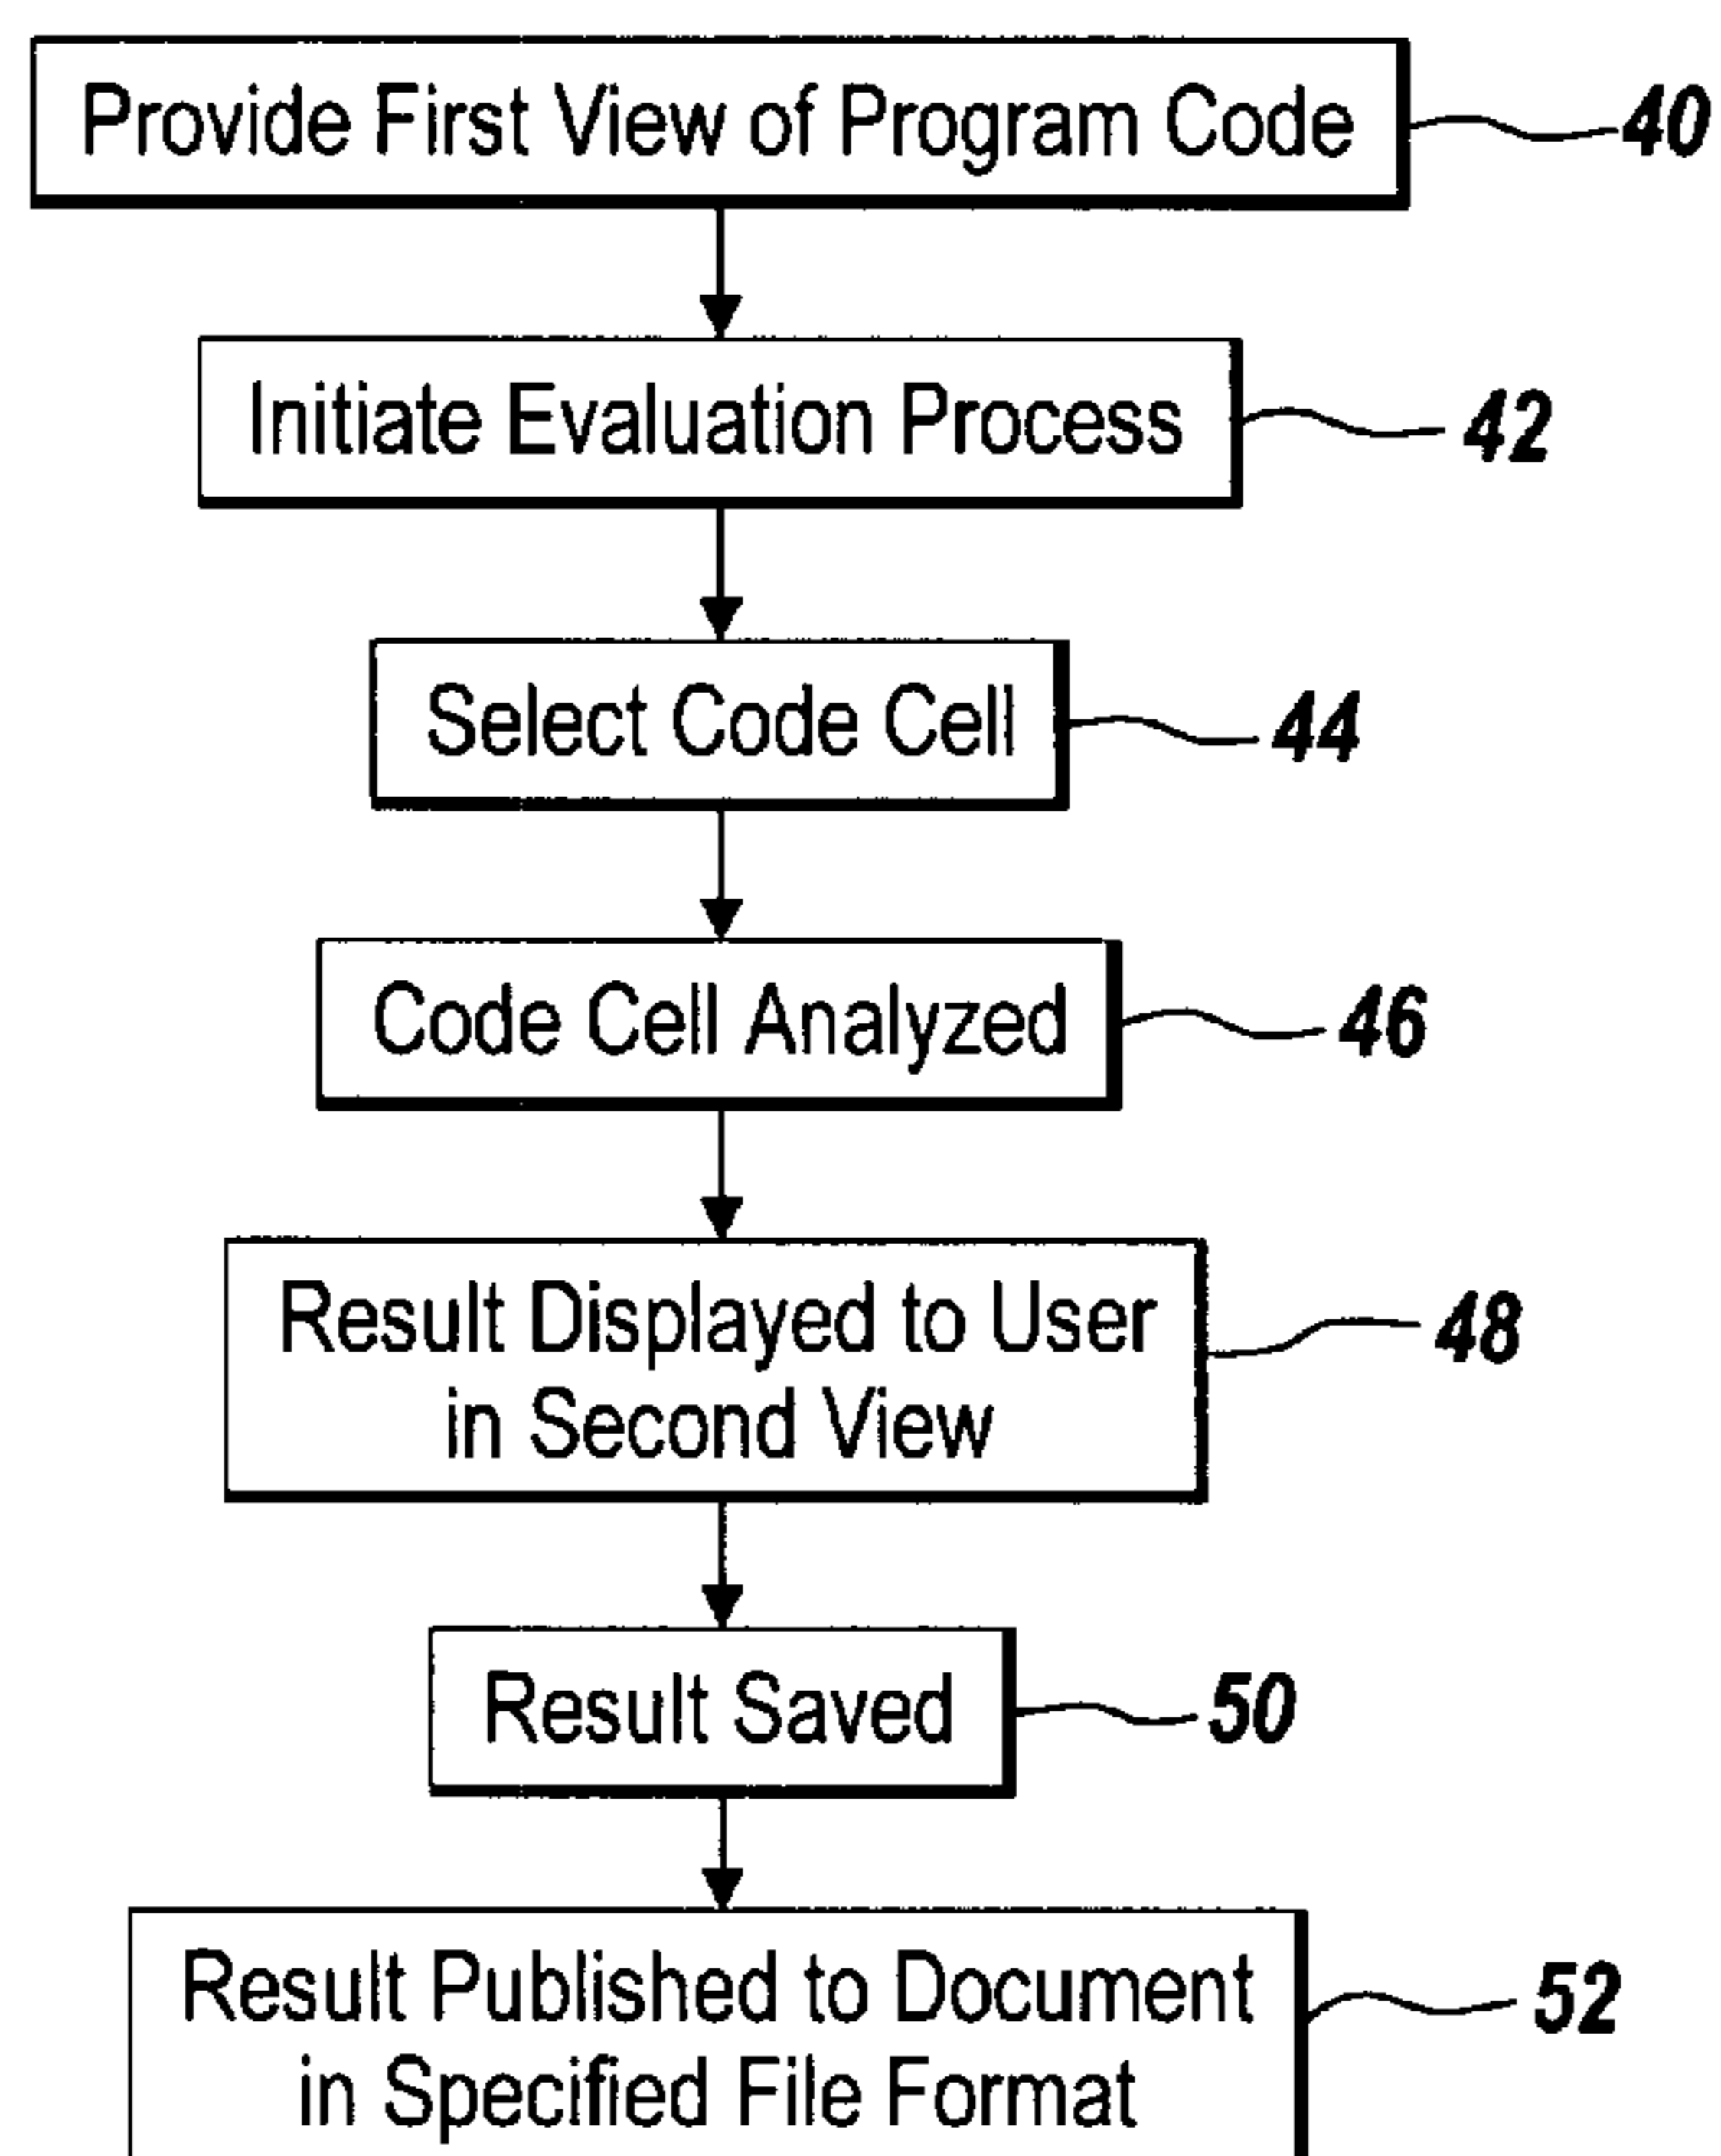 Provide First View of Program Code 40
Initiate Evaluation Process 42
Select Code Cell 44
Code Cell Analyzed 46
Result Displayed to User 48
in Second View
Result Saved 50
Result Published to Document 52
in Specified File Format